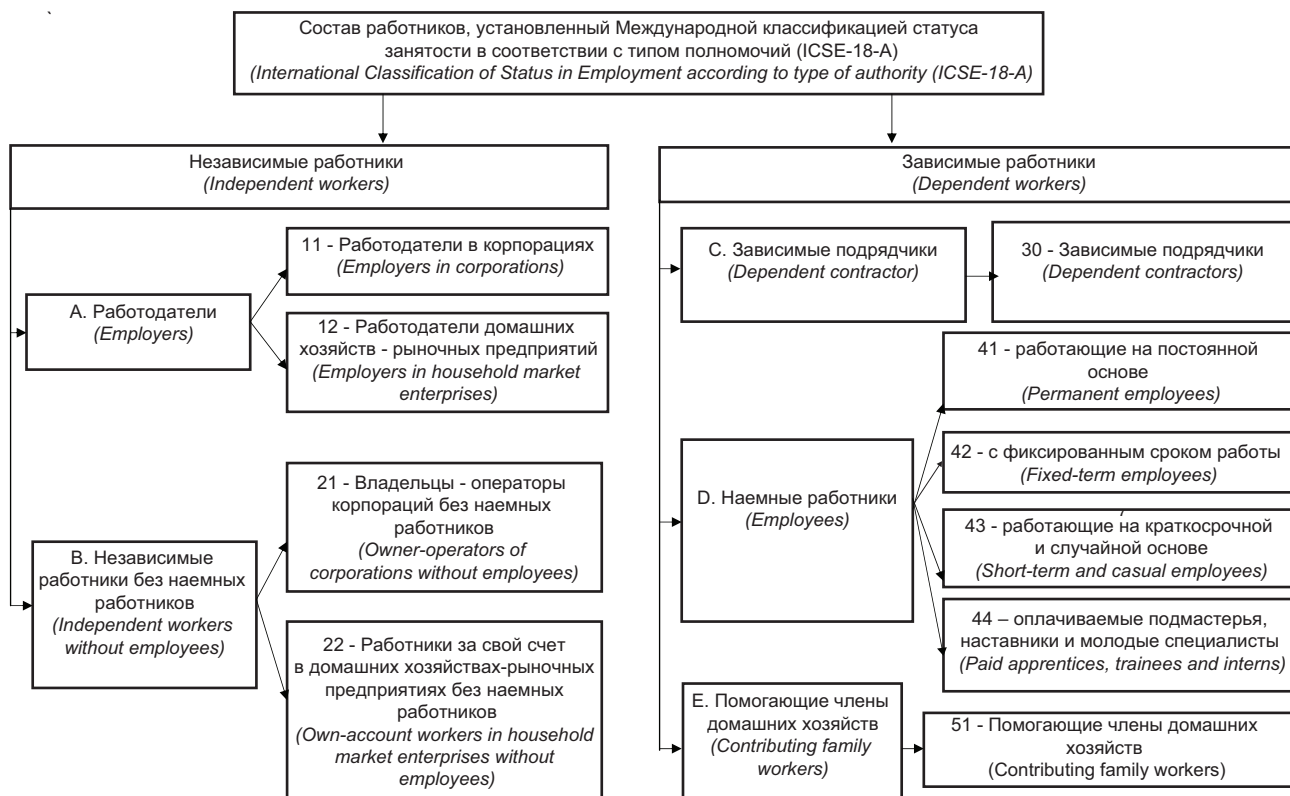 Состав работников, установленный Международной классификацией статуса
занятости в соответствии с типом полномочий (ICSE-18-A)
(International Classification of Status in Employment according to type of authority (ICSE-18-A)
Независимые работники
(Independent workers)
A. Работодатели
(Employers)
11 - Работодатели в корпорациях
(Employers in corporations)
12 - Работодатели домашних
хозяйств - рыночных предприятий
(Employers in household market
enterprises)
B. Независимые
работники без наемных
работников
(Independent workers
without employees)
21 - Владельцы - операторы
корпораций без наемных
работников
(Owner-operators of
corporations without employees)
22 - Работники за свой счет
в домашних хозяйствах-рыночных
предприятиях без наемных
работников
(Own-account workers in household
market enterprises without
employees)
Зависимые работники
(Dependent workers)
C. Зависимые подрядчики
(Dependent contractor)
30 - Зависимые подрядчики
(Dependent contractors)
D. Наемные работники
(Employees)
41 - работающие на постоянной
основе
(Permanent employees)
42 - с фиксированным сроком работы
(Fixed-term employees)
43 - работающие на краткосрочной
и случайной основе
(Short-term and casual employees)
44 – оплачиваемые подмастерья,
наставники и молодые специалисты
(Paid apprentices, trainees and interns)
E. Помогающие члены
домашних хозяйств
(Contributing family
workers)
51 - Помогающие члены домашних
хозяйств
(Contributing family workers)